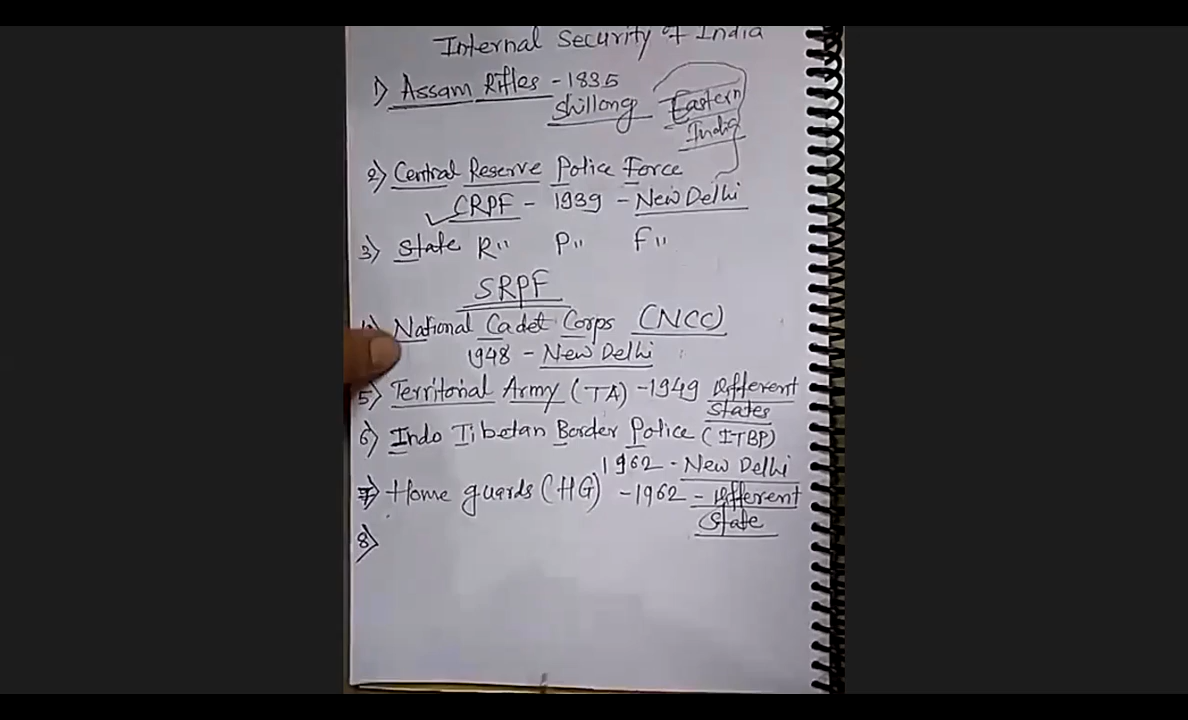 Internal Security of India
1) Assam Rifles - 1835
Shillong Eastern
India
2) Central Reserve Police Force
CRPF - 1939 - New Delhi
3) State R" P" F"
SRPF
4) National Cadet Corps (NCC)
1948 - New Delhi
5) Territorial Army (TA) - 1949 Different
States
6) Indo Tibetan Border Police (ITBP)
1962 - New Delhi
7) Home guards (HG) - 1962 - Different
State
8)